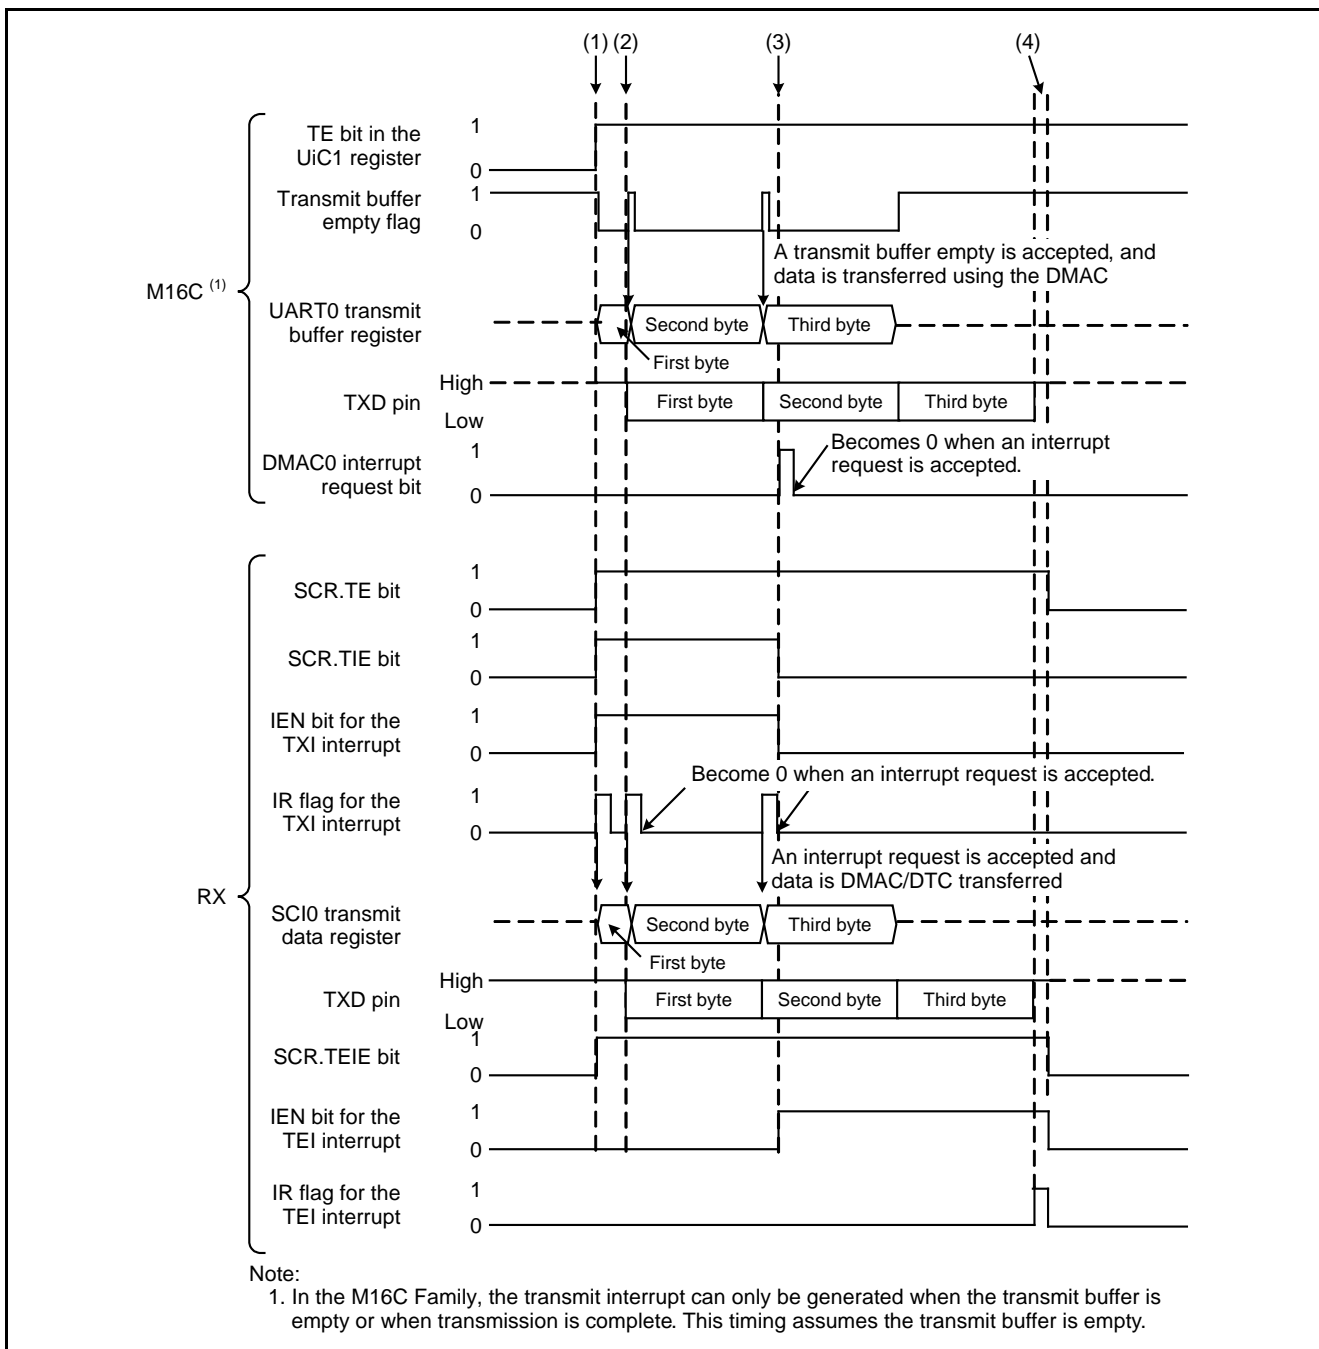 (1) (2) (3) (4)
TE bit in the
UiC1 register
1
0
Transmit buffer
empty flag
1
0
A transmit buffer empty is accepted, and
data is transferred using the DMAC
M16C (1)
UART0 transmit
buffer register
Second byte Third byte
First byte
TXD pin
High
Low
First byte Second byte Third byte
DMAC0 interrupt
request bit
1
0
Becomes 0 when an interrupt
request is accepted.
SCR.TE bit
1
0
SCR.TIE bit
1
0
IEN bit for the
TXI interrupt
1
0
Become 0 when an interrupt request is accepted.
IR flag for the
TXI interrupt
1
0
An interrupt request is accepted and
data is DMAC/DTC transferred
RX
SCI0 transmit
data register
Second byte Third byte
First byte
TXD pin
High
Low
First byte Second byte Third byte
SCR.TEIE bit
1
0
IEN bit for the
TEI interrupt
1
0
IR flag for the
TEI interrupt
1
0
Note:
1. In the M16C Family, the transmit interrupt can only be generated when the transmit buffer is
empty or when transmission is complete. This timing assumes the transmit buffer is empty.